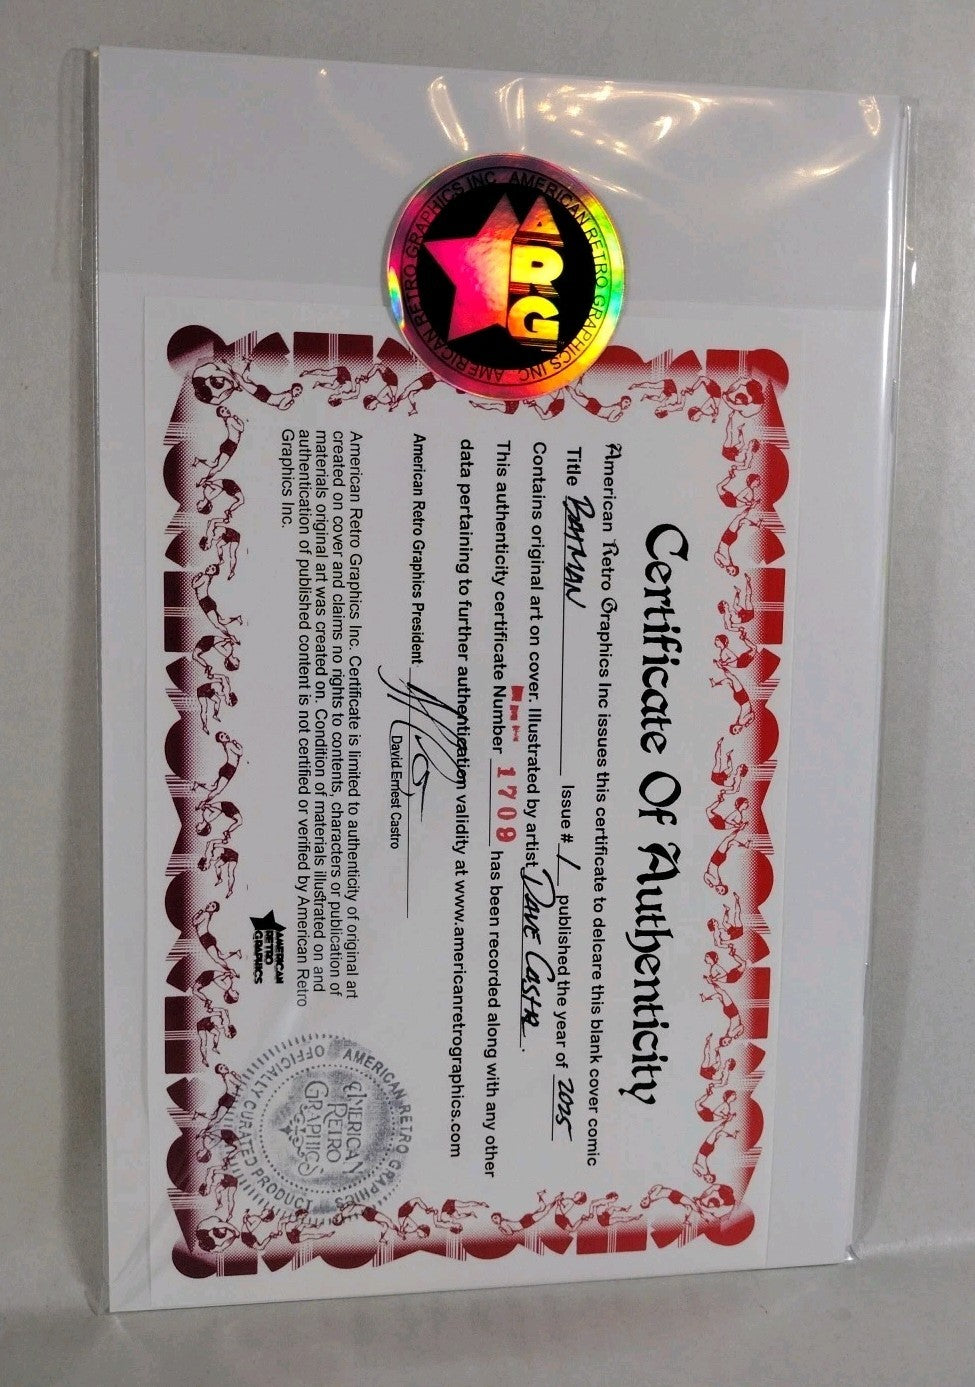 AMERICAN RETRO GRAPHICS INC. AMERICAN RETRO GRAPHICS INC.
ARG
Certificate Of Authenticity
American Retro Graphics Inc issues this certificate to delcare this blank cover comic
Title BATMAN Issue # 1 published the year of 2025
Contains original art on cover. Illustrated by artist Dave Castr.
This authenticity certificate Number 1709 has been recorded along with any other
data pertaining to further authentication validity at www.americanretrographics.com
American Retro Graphics President
David Ernest Castro
American Retro Graphics Inc. Certificate is limited to authenticity of original art
created on cover and claims no rights to contents, characters or publication of
materials original art was created on. Condition of materials illustrated on and
authentication of published content is not certified or verified by American Retro
Graphics Inc.
AMERICAN
RETRO
GRAPHICS
AMERICAN RETRO GRAPHICS
OFFICIALLY CURATED PRODUCT
AMERICAN
RETRO
GRAPHICS